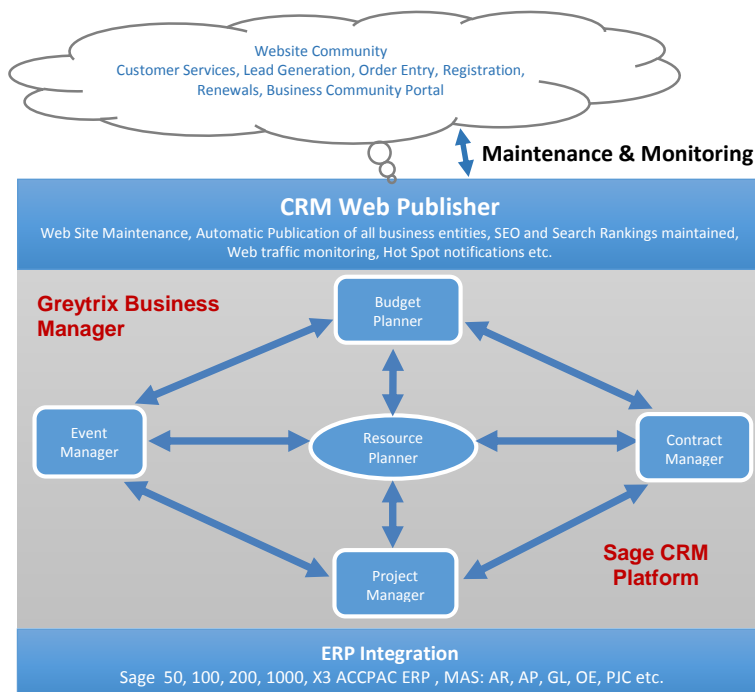 Website Community
Customer Services, Lead Generation, Order Entry, Registration,
Renewals, Business Community Portal
Maintenance & Monitoring
CRM Web Publisher
Web Site Maintenance, Automatic Publication of all business entities, SEO and Search Rankings maintained,
Web traffic monitoring, Hot Spot notifications etc.
Greytrix Business
Manager
Budget
Planner
Event
Manager
Resource
Planner
Contract
Manager
Project
Manager
Sage CRM
Platform
ERP Integration
Sage 50, 100, 200, 1000, X3 ACCPAC ERP , MAS: AR, AP, GL, OE, PJC etc.